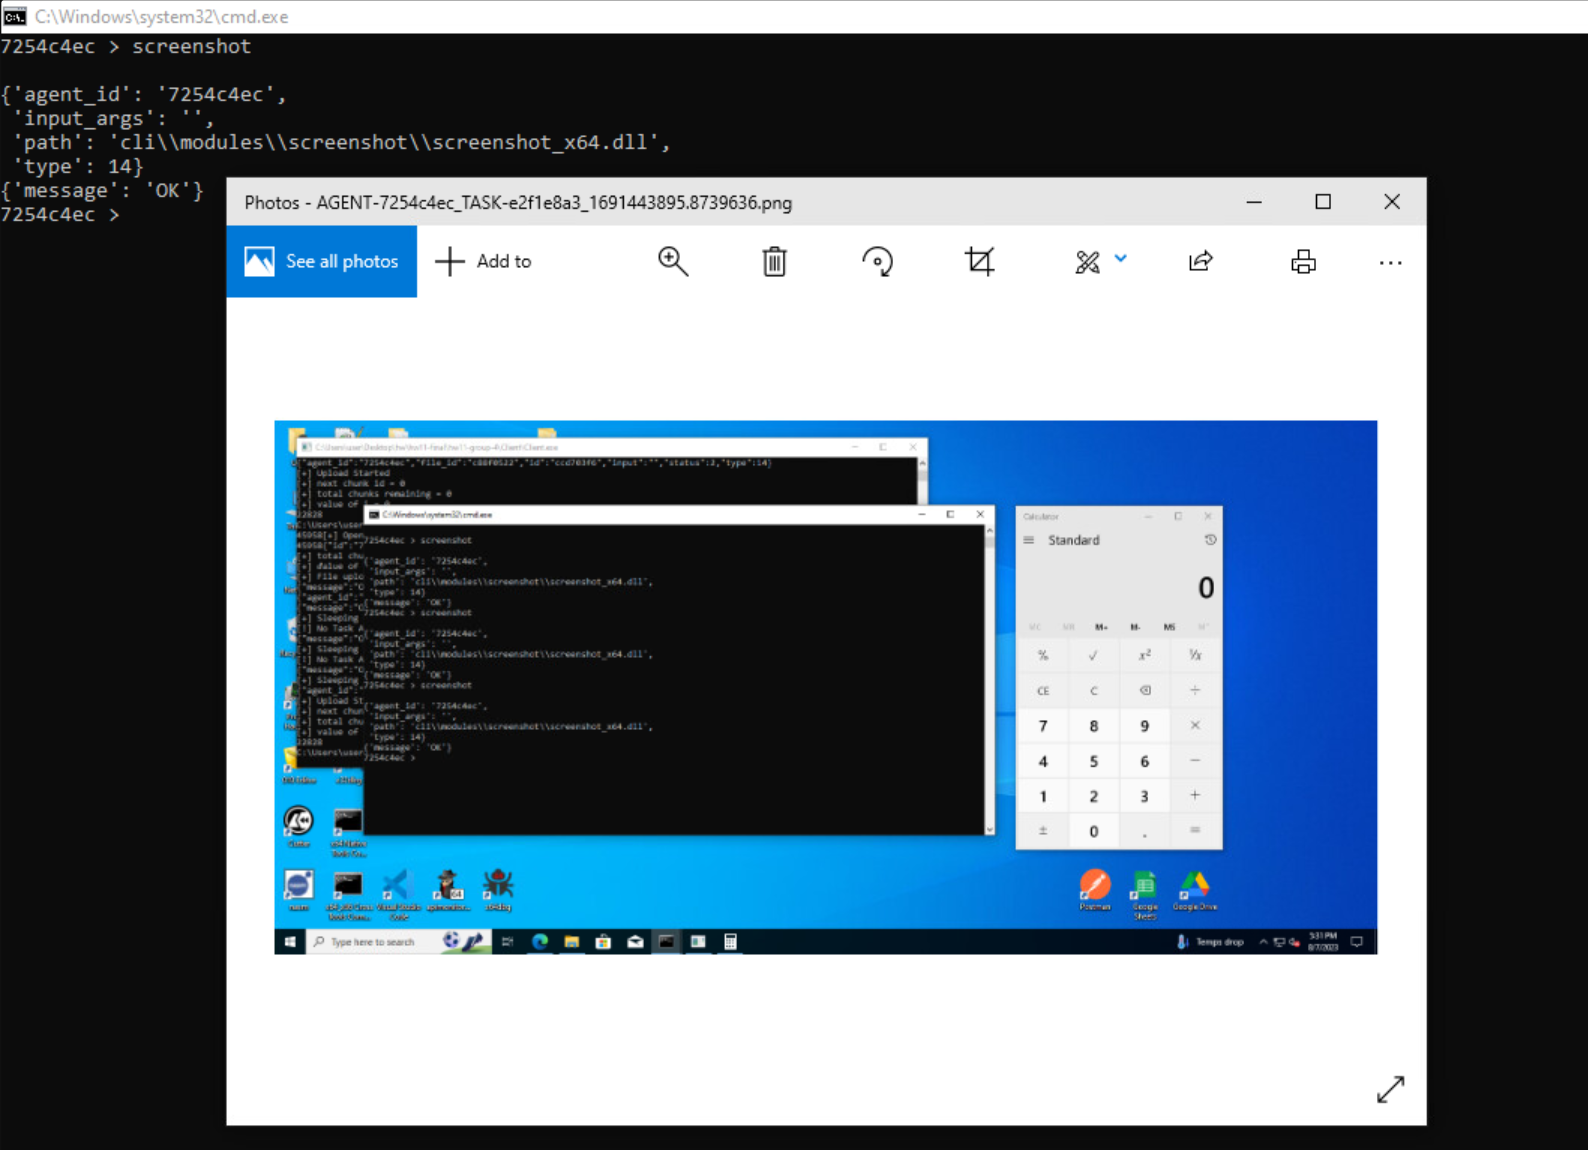 C:\Windows\system32\cmd.exe
7254c4ec > screenshot
{'agent_id': '7254c4ec',
'input_args': '',
'path': 'cli\\modules\\screenshot\\screenshot_x64.dll',
'type': 14}
{'message': 'OK'}
7254c4ec >
Photos - AGENT-7254c4ec_TASK-e2f1e8a3_1691443895.8739636.png
See all photos
Add to
[+] Upload Started
[+] next chunk id = 0
[+] total chunks remaining = 0
[+] value of
22828
C:\Windows\system32\cmd.exe
7254c4ec > screenshot
{'agent_id': '7254c4ec',
'input_args': '',
'path': 'cli\\modules\\screenshot\\screenshot_x64.dll',
'type': 14}
{'message': 'OK'}
7254c4ec > screenshot
{'agent_id': '7254c4ec',
'input_args': '',
'path': 'cli\\modules\\screenshot\\screenshot_x64.dll',
'type': 14}
{'message': 'OK'}
7254c4ec > screenshot
{'agent_id': '7254c4ec',
'input_args': '',
'path': 'cli\\modules\\screenshot\\screenshot_x64.dll',
'type': 14}
{'message': 'OK'}
7254c4ec >
Calculator
Standard
0
MC MR M+ M- MS
% √ x² ¹/x
CE C ÷
7 8 9 ×
4 5 6 −
1 2 3 +
± 0 . =
Visual Studio Code
x64dbg
Postman
Google Sheets
Google Drive
Type here to search
Temps drop
5:31 PM
8/7/2023